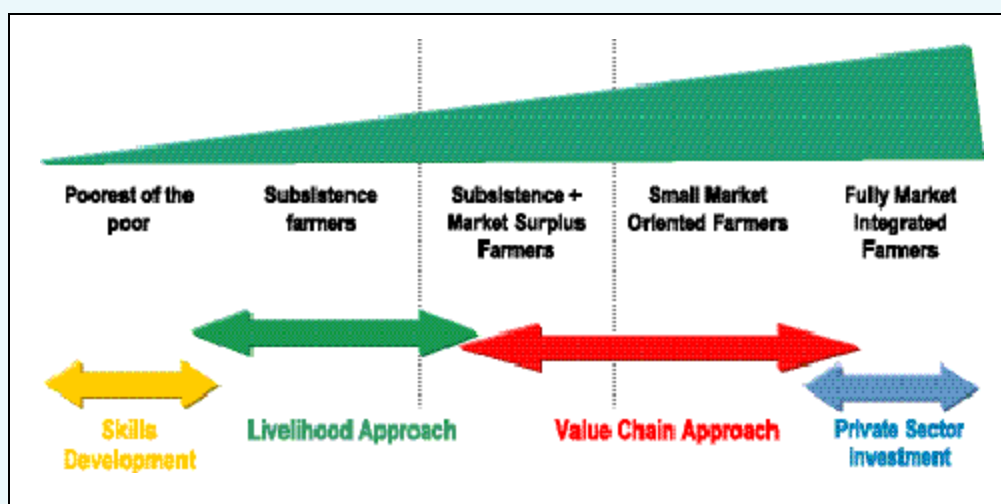 Poorest of the
poor
Subsistence
farmers
Subsistence +
Market Surplus
Farmers
Small Market
Oriented Farmers
Fully Market
Integrated
Farmers
Skills
Development
Livelihood Approach
Value Chain Approach
Private Sector
Investment